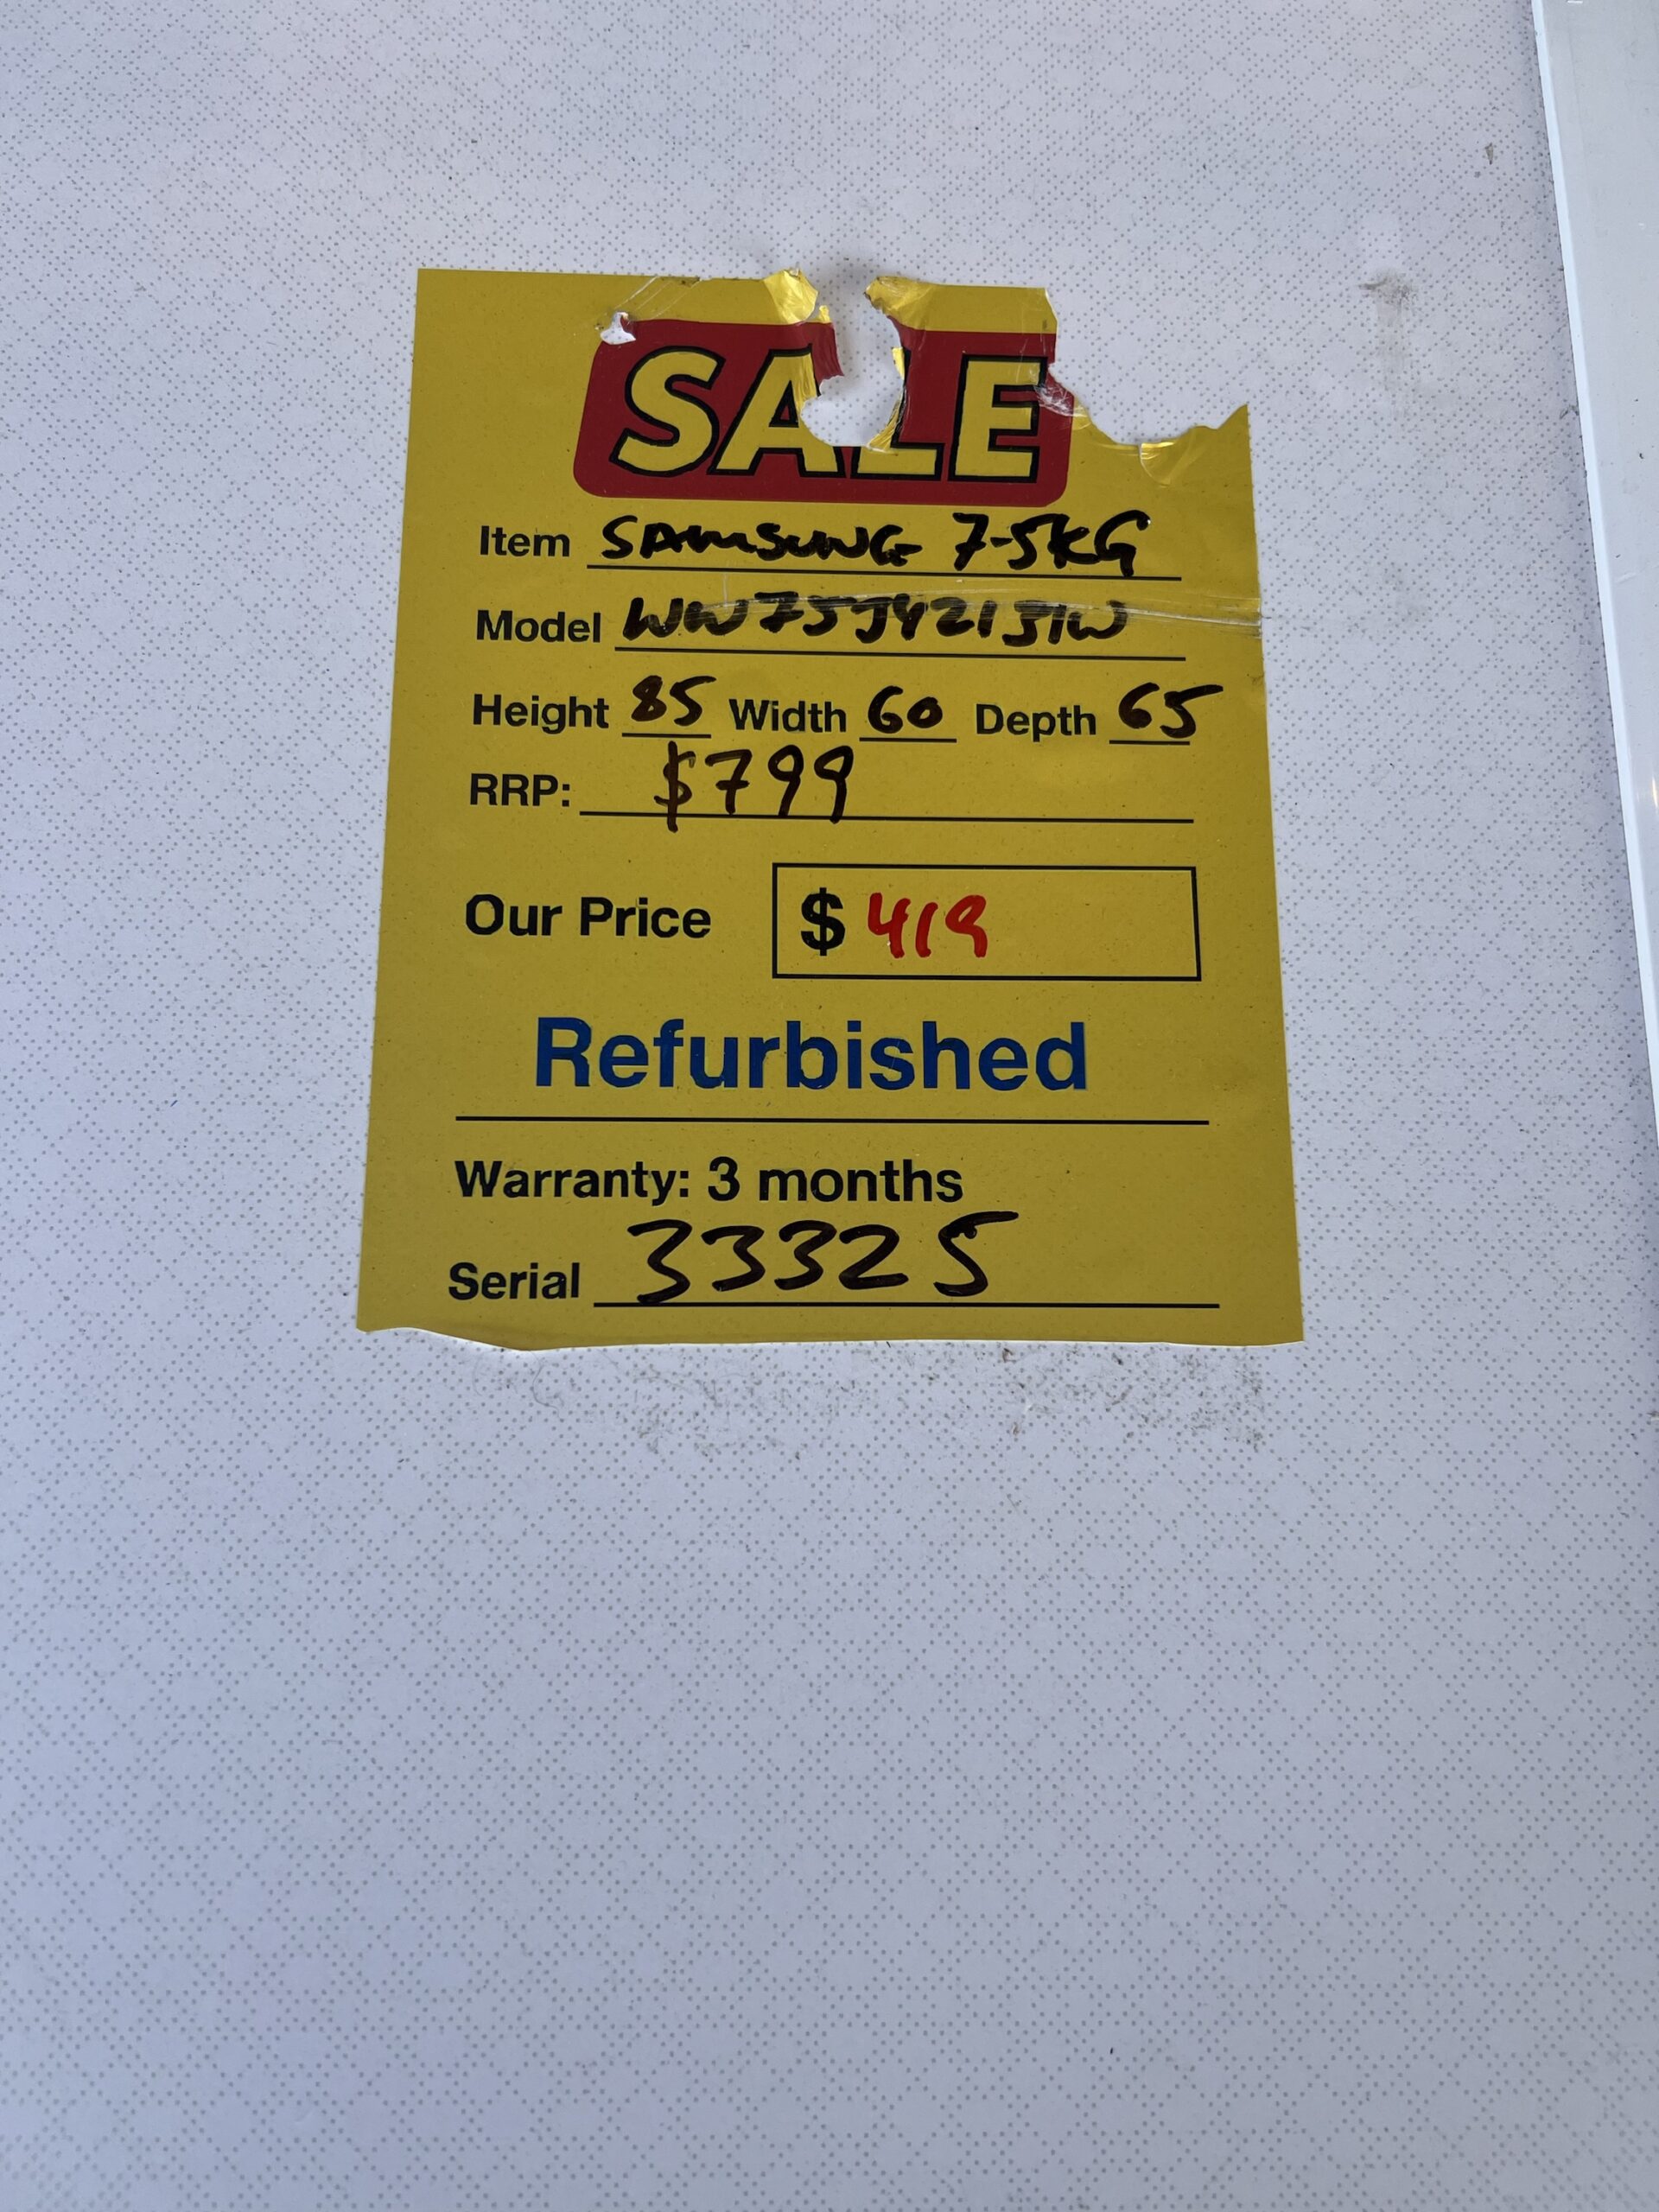 SALE
Item SAMSUNG 7-5KG
Model WW75J4213IW
Height 85 Width 60 Depth 65
RRP: $799
Our Price $ 419
Refurbished
Warranty: 3 months
Serial 33325